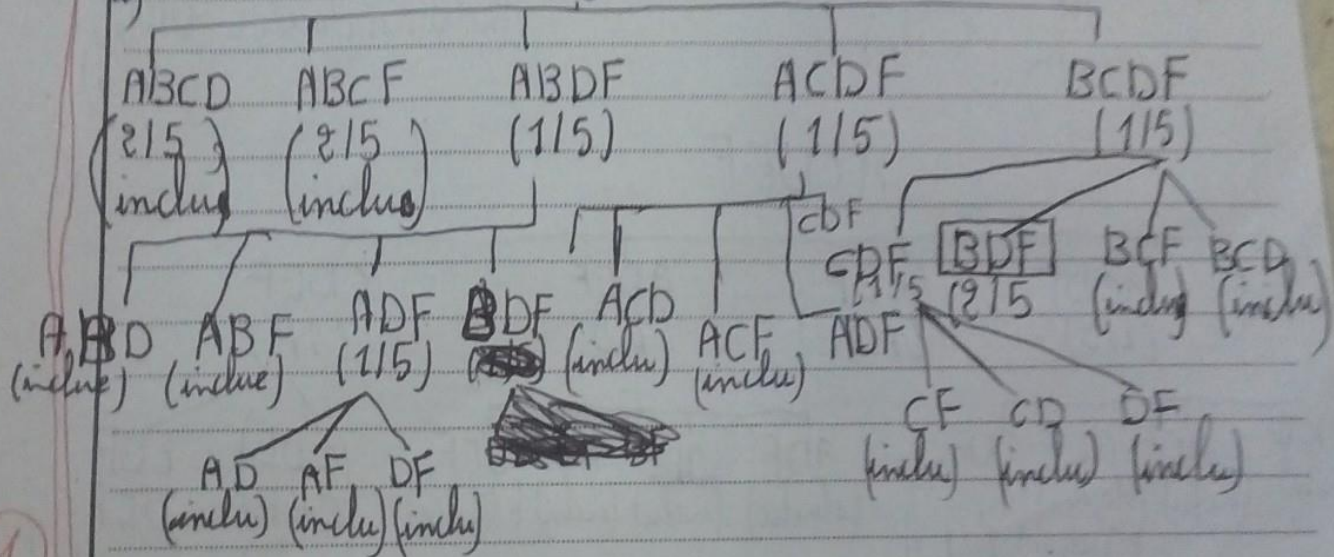 ABCD ABCF ABDF ACDF BCDF
(2/5) (2/5 (1/5) (1/5) (1/5)
(inclus) (inclus)
CDF
CDF BDF BCF BCD
(1/5 (2/5 (inclu) (inclu)
ABD ABF ADF BDF ACD ACF ADF
(inclue) (inclue) (1/5) (inclu) (inclu)
CF CD DF
(inclu) (inclu) (inclu)
AD AF DF
(inclu) (inclu) (inclu)